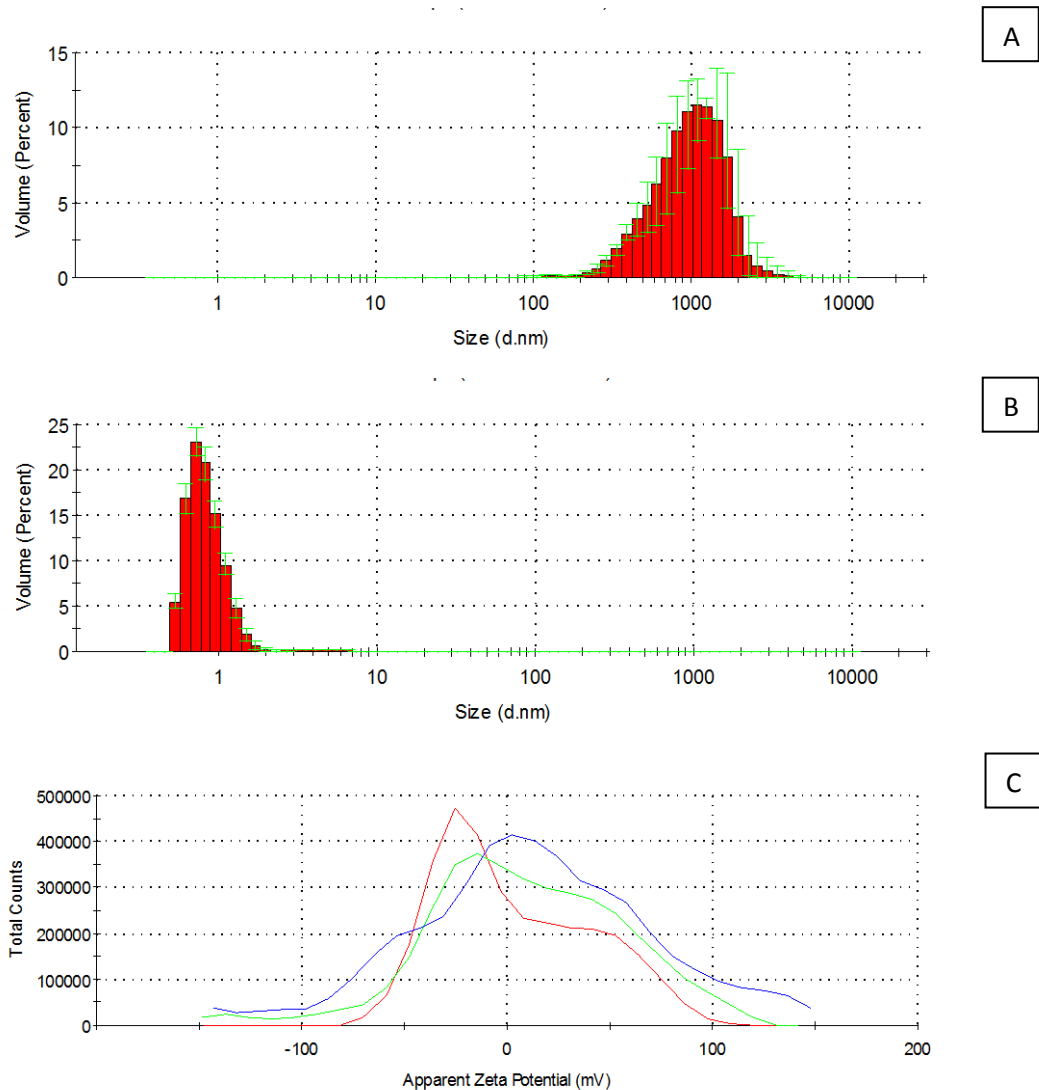 A
15
10
5
0
Volume (Percent)
1 10 100 1000 10000
Size (d.nm)
B
25
20
15
10
5
0
Volume (Percent)
1 10 100 1000 10000
Size (d.nm)
C
500000
400000
300000
200000
100000
0
Total Counts
-100 0 100 200
Apparent Zeta Potential (mV)